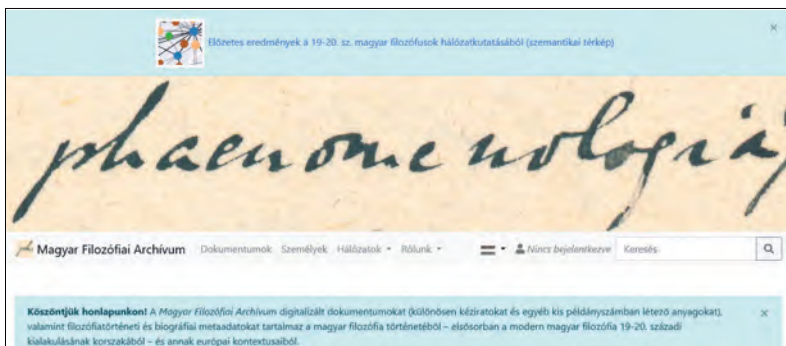 Előzetes eredmények a 19-20. sz. magyar filozófusok hálózatkutatásából (szemantikai térkép)
×
phaenomenologiá
Magyar Filozófiai Archívum Dokumentumok Személyek Hálózatok Rólunk Nincs bejelentkezve Keresés
Köszöntjük honlapunkon! A Magyar Filozófiai Archívum digitalizált dokumentumokat (különösen kéziratokat és egyéb kis példányszámban létező anyagokat), ×
valamint filozófiatörténeti és biográfiai metaadatokat tartalmaz a magyar filozófia történetéből – elsősorban a modern magyar filozófia 19-20. századi
kialakulásának korszakából – és annak európai kontextusaiból.